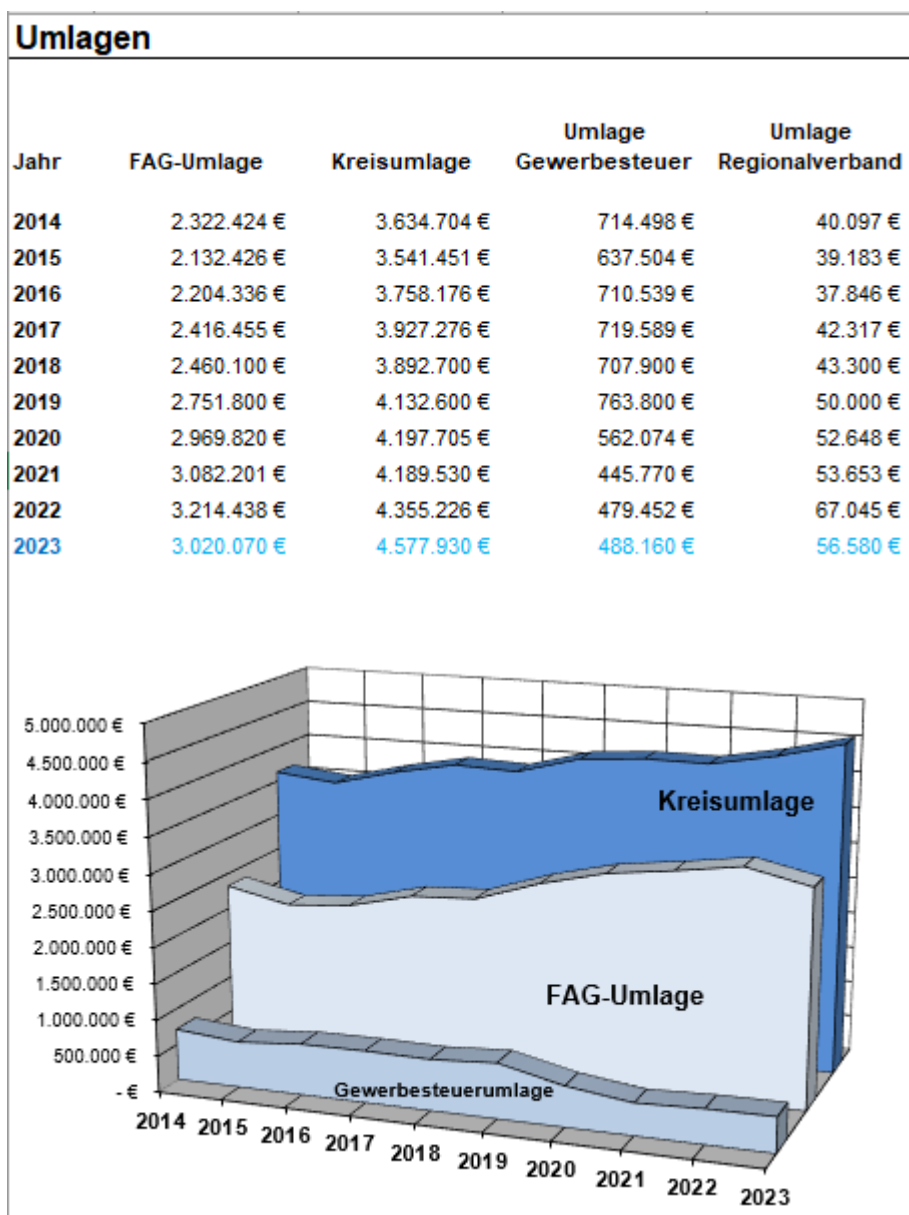 Umlagen
Umlage Umlage
Jahr FAG-Umlage Kreisumlage Gewerbesteuer Regionalverband
2014 2.322.424 € 3.634.704 € 714.498 € 40.097 €
2015 2.132.426 € 3.541.451 € 637.504 € 39.183 €
2016 2.204.336 € 3.758.176 € 710.539 € 37.846 €
2017 2.416.455 € 3.927.276 € 719.589 € 42.317 €
2018 2.460.100 € 3.892.700 € 707.900 € 43.300 €
2019 2.751.800 € 4.132.600 € 763.800 € 50.000 €
2020 2.969.820 € 4.197.705 € 562.074 € 52.648 €
2021 3.082.201 € 4.189.530 € 445.770 € 53.653 €
2022 3.214.438 € 4.355.226 € 479.452 € 67.045 €
2023 3.020.070 € 4.577.930 € 488.160 € 56.580 €
5.000.000 €
4.500.000 €
4.000.000 €
3.500.000 €
3.000.000 €
2.500.000 €
2.000.000 €
1.500.000 €
1.000.000 €
500.000 €
- €
Kreisumlage
FAG-Umlage
Gewerbesteuerumlage
2014 2015 2016 2017 2018 2019 2020 2021 2022 2023